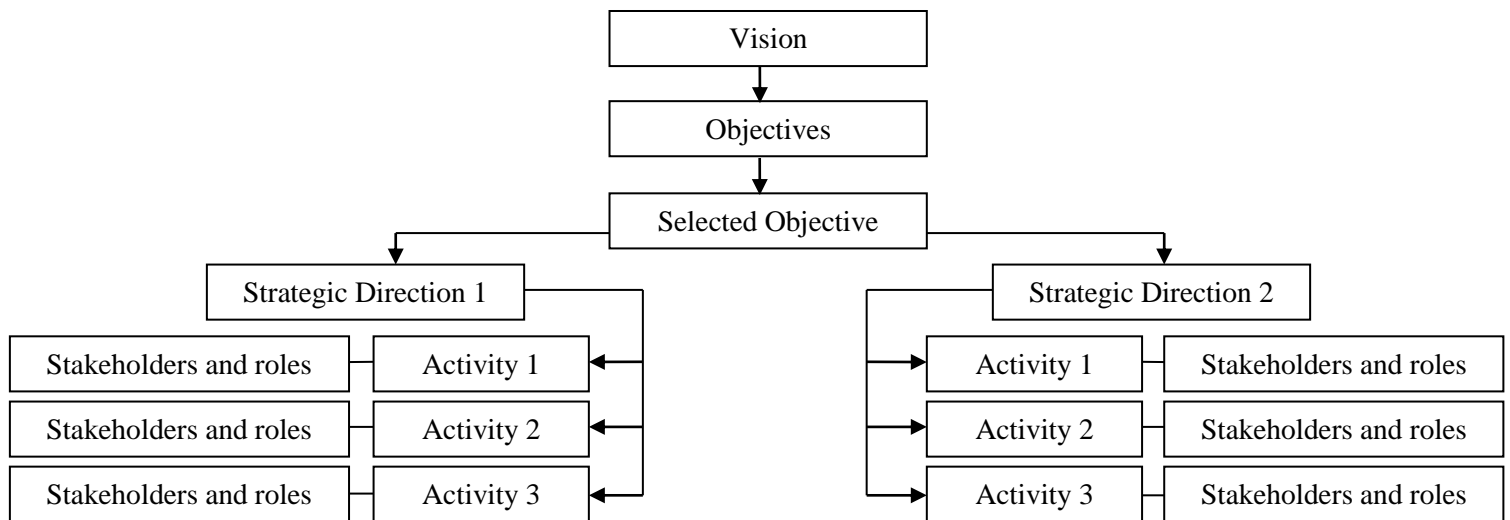 Vision
Objectives
Selected Objective
Strategic Direction 1
Strategic Direction 2
Stakeholders and roles
Activity 1
Activity 1
Stakeholders and roles
Stakeholders and roles
Activity 2
Activity 2
Stakeholders and roles
Stakeholders and roles
Activity 3
Activity 3
Stakeholders and roles